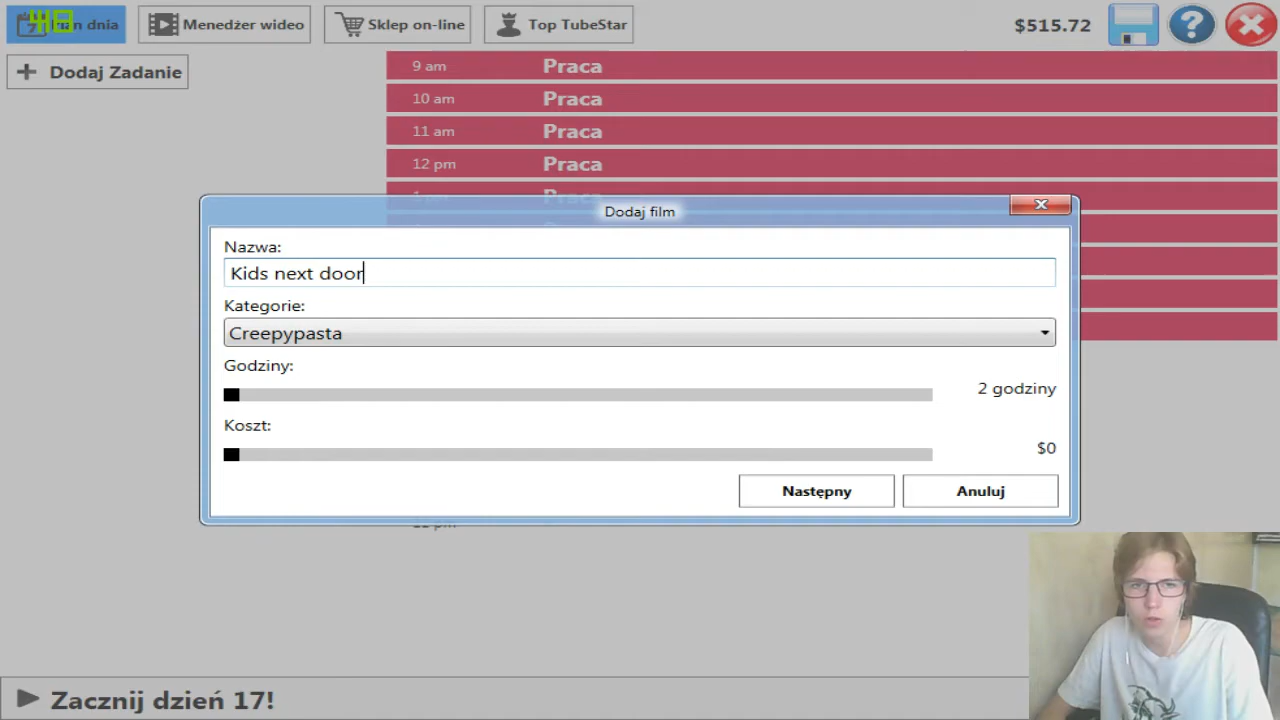 Plan dnia
Menedżer wideo
Sklep on-line
Top TubeStar
$515.72
Dodaj Zadanie
9 am Praca
10 am Praca
11 am Praca
12 pm Praca
Dodaj film
Nazwa:
Kids next door
Kategorie:
Creepypasta
Godziny:
2 godziny
Koszt:
$0
Następny
Anuluj
Zacznij dzień 17!